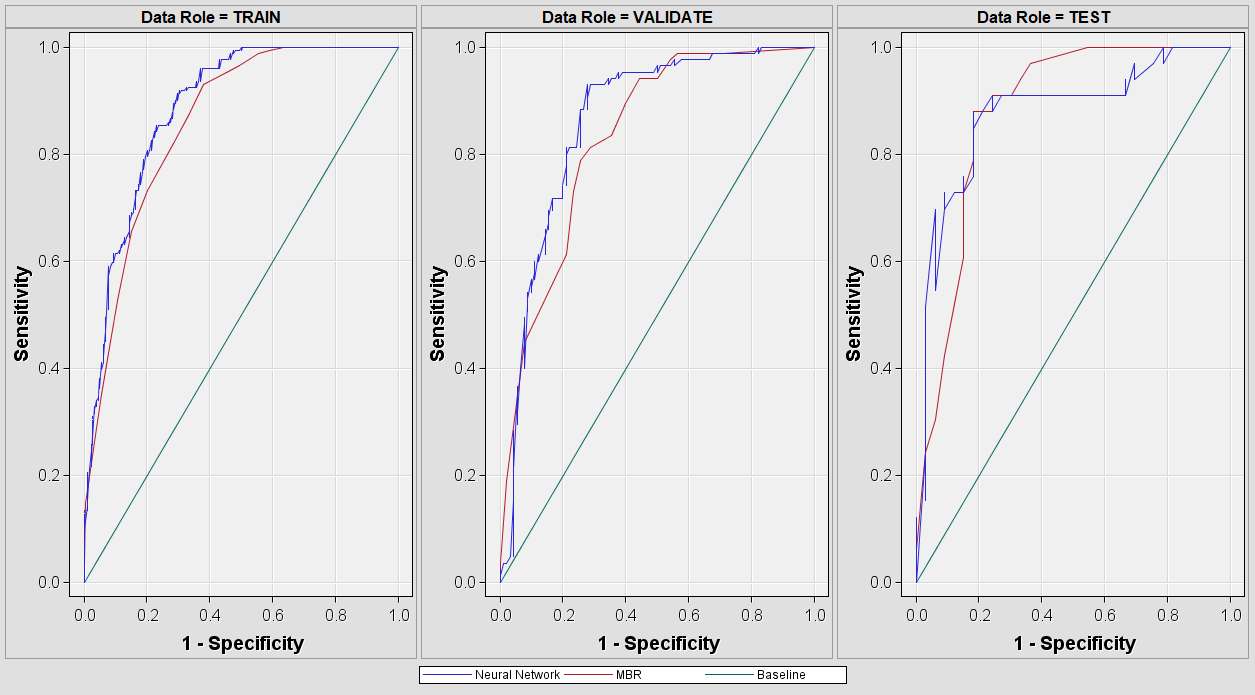 Data Role = TRAIN
Data Role = VALIDATE
Data Role = TEST
Sensitivity
1.0
0.8
0.6
0.4
0.2
0.0
0.0 0.2 0.4 0.6 0.8 1.0
1 - Specificity
Sensitivity
1.0
0.8
0.6
0.4
0.2
0.0
0.0 0.2 0.4 0.6 0.8 1.0
1 - Specificity
Sensitivity
1.0
0.8
0.6
0.4
0.2
0.0
0.0 0.2 0.4 0.6 0.8 1.0
1 - Specificity
Neural Network MBR Baseline